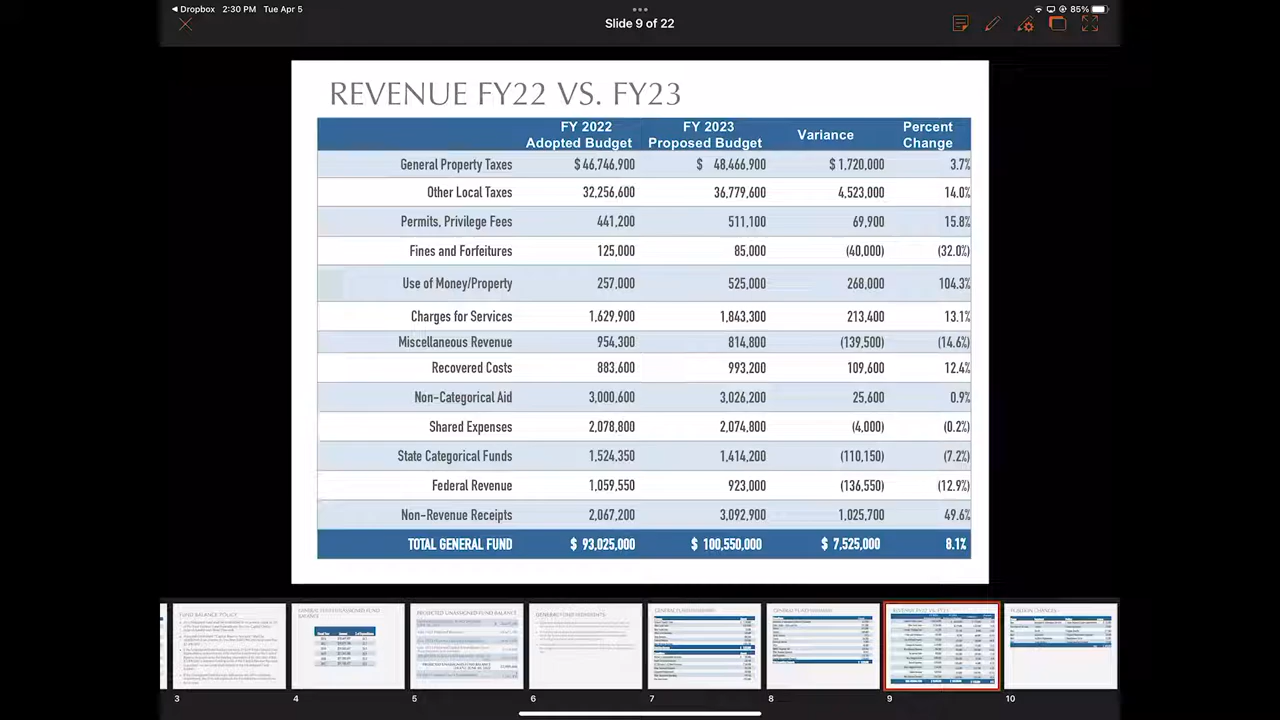 Dropbox 2:30 PM Tue Apr 5
85%
Slide 9 of 22
REVENUE FY22 VS. FY23
FY 2022 Adopted Budget FY 2023 Proposed Budget Variance Percent Change
General Property Taxes $ 46,746,900 $ 48,466,900 $ 1,720,000 3.7%
Other Local Taxes 32,256,600 36,779,600 4,523,000 14.0%
Permits, Privilege Fees 441,200 511,100 69,900 15.8%
Fines and Forfeitures 125,000 85,000 (40,000) (32.0%)
Use of Money/Property 257,000 525,000 268,000 104.3%
Charges for Services 1,629,900 1,843,300 213,400 13.1%
Miscellaneous Revenue 954,300 814,800 (139,500) (14.6%)
Recovered Costs 883,600 993,200 109,600 12.4%
Non-Categorical Aid 3,000,600 3,026,200 25,600 0.9%
Shared Expenses 2,078,800 2,074,800 (4,000) (0.2%)
State Categorical Funds 1,524,350 1,414,200 (110,150) (7.2%)
Federal Revenue 1,059,550 923,000 (136,550) (12.9%)
Non-Revenue Receipts 2,067,200 3,092,900 1,025,700 49.6%
TOTAL GENERAL FUND $ 93,025,000 $ 100,550,000 $ 7,525,000 8.1%
FUND BALANCE POLICY
REVENUE FY22 VS. FY23
POSITION CHANGES
3 4 5 6 7 8 9 10